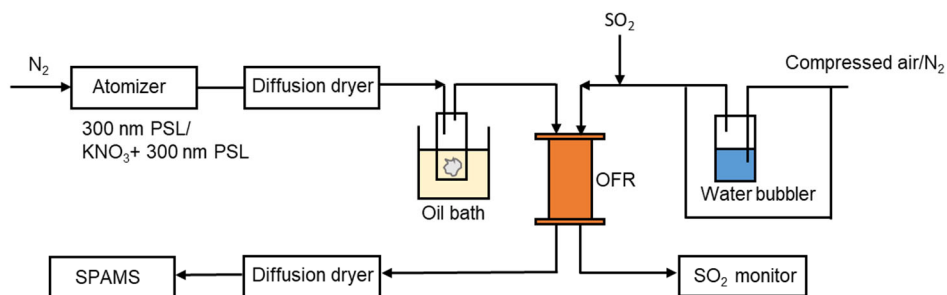 SO₂
N₂
Atomizer
Diffusion dryer
Compressed air/N₂
300 nm PSL/
KNO₃+ 300 nm PSL
OFR
Oil bath
Water bubbler
SPAMS
Diffusion dryer
SO₂ monitor